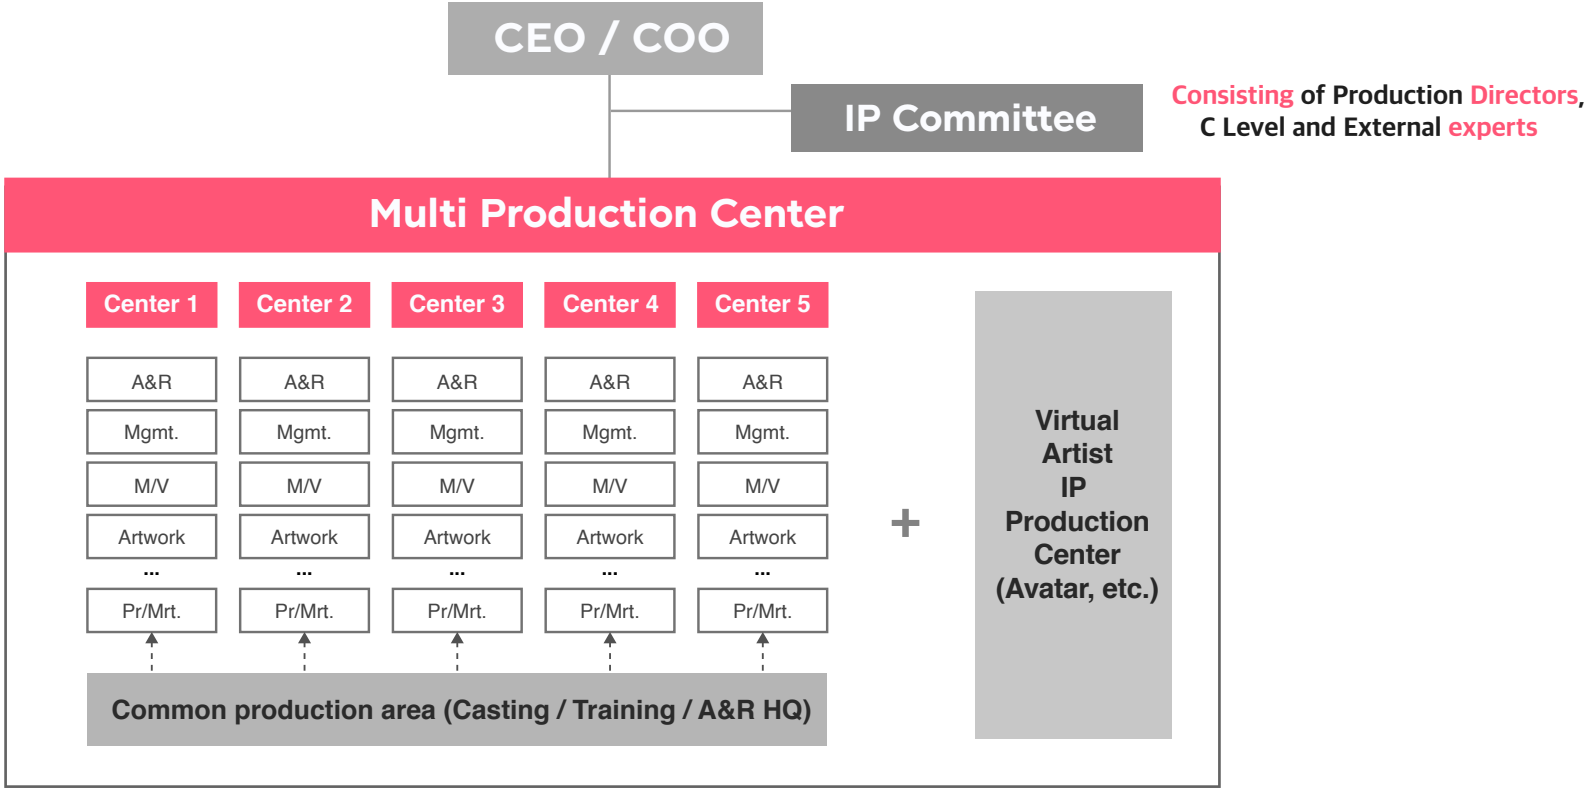 CEO / COO
IP Committee
Consisting of Production Directors,
C Level and External experts
Multi Production Center
Center 1
Center 2
Center 3
Center 4
Center 5
A&R
A&R
A&R
A&R
A&R
Mgmt.
Mgmt.
Mgmt.
Mgmt.
Mgmt.
M/V
M/V
M/V
M/V
M/V
Artwork
Artwork
Artwork
Artwork
Artwork
...
...
...
...
...
Pr/Mrt.
Pr/Mrt.
Pr/Mrt.
Pr/Mrt.
Pr/Mrt.
Common production area (Casting / Training / A&R HQ)
+
Virtual
Artist
IP
Production
Center
(Avatar, etc.)